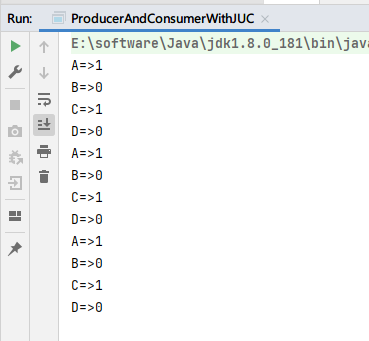 Run: ProducerAndConsumerWithJUC ×
E:\software\Java\jdk1.8.0_181\bin\java
A=>1
B=>0
C=>1
D=>0
A=>1
B=>0
C=>1
D=>0
A=>1
B=>0
C=>1
D=>0